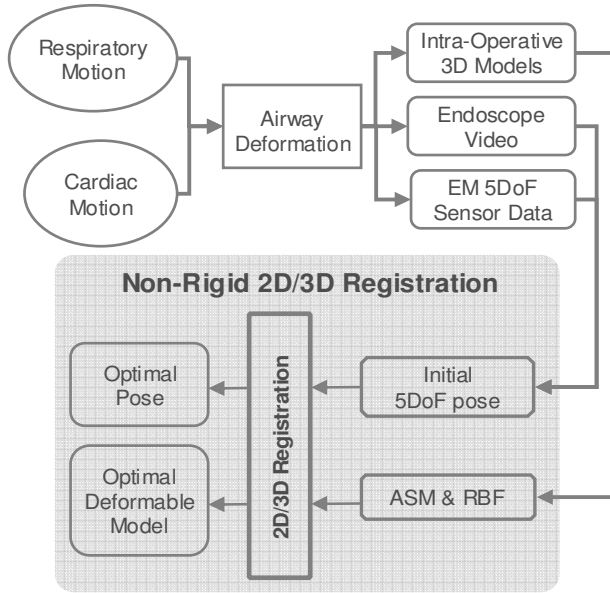 Respiratory
Motion
Cardiac
Motion
Airway
Deformation
Intra-Operative
3D Models
Endoscope
Video
EM 5DoF
Sensor Data
Non-Rigid 2D/3D Registration
Optimal
Pose
Optimal
Deformable
Model
2D/3D Registration
Initial
5DoF pose
ASM & RBF